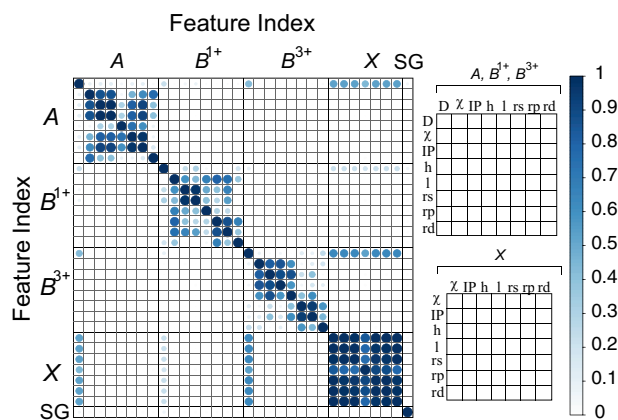 Feature Index
A B¹⁺ B³⁺ X SG
Feature Index
A
B¹⁺
B³⁺
X
SG
A, B¹⁺, B³⁺
D χ IP h l rs rp rd
D
χ
IP
h
l
rs
rp
rd
X
χ IP h l rs rp rd
χ
IP
h
l
rs
rp
rd
1
0.9
0.8
0.7
0.6
0.5
0.4
0.3
0.2
0.1
0